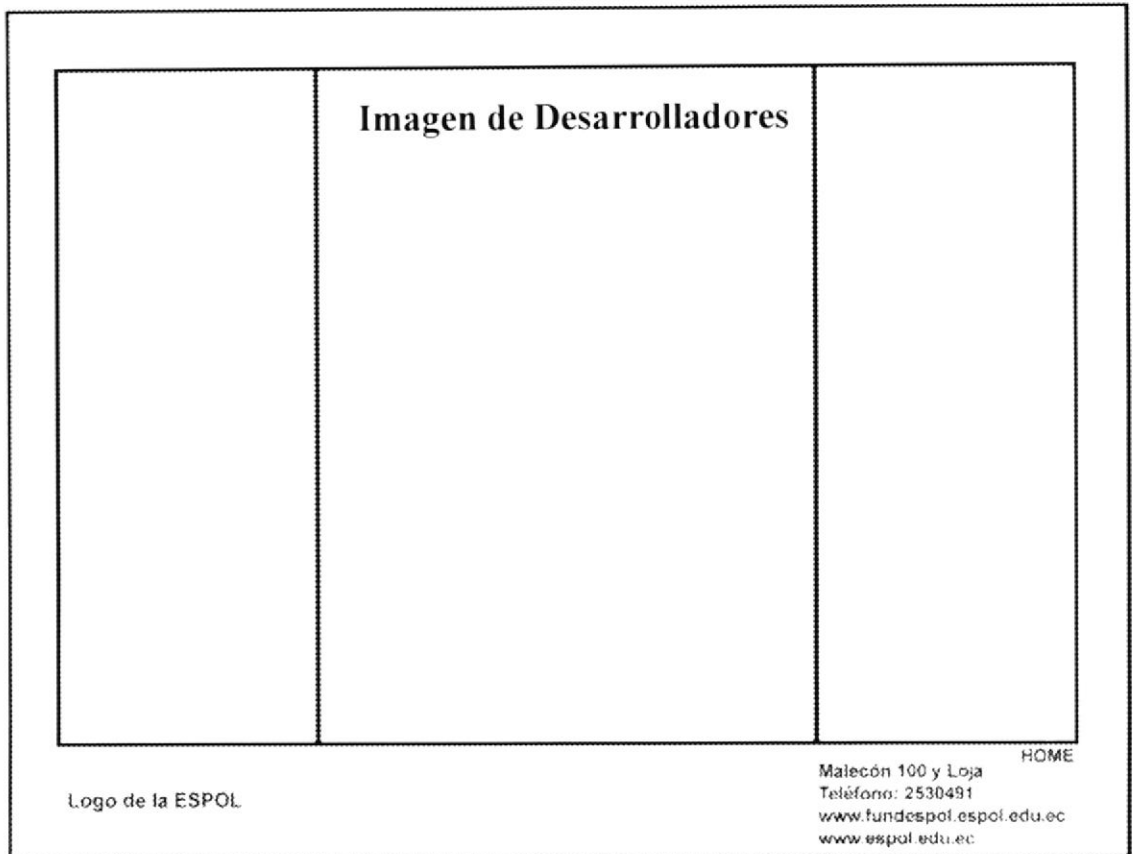 Imagen de Desarrolladores
HOME
Logo de la ESPOL
Malecón 100 y Loja
Teléfono: 2530491
www.fundespol.espol.edu.ec
www.espol.edu.ec